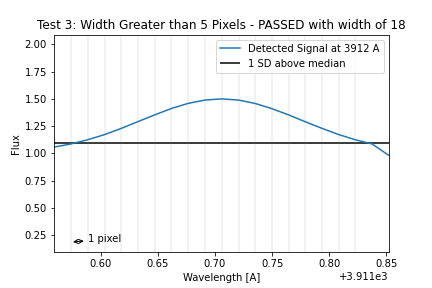 Test 3: Width Greater than 5 Pixels - PASSED with width of 18
Detected Signal at 3912 A
1 SD above median
2.00
1.75
1.50
1.25
1.00
0.75
0.50
0.25
Flux
1 pixel
0.60
0.65
0.70
0.75
0.80
0.85
Wavelength [A]
+3.911e3